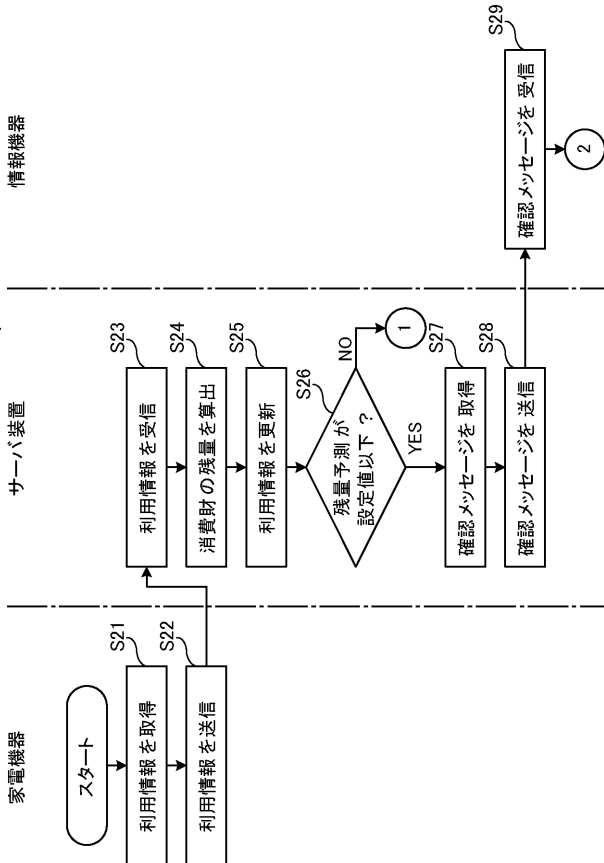 家電機器
サーバ装置
情報機器
スタート
S21
利用情報を取得
S22
利用情報を送信
S23
利用情報を受信
S24
消費財の残量を算出
S25
利用情報を更新
S26
残量予測が
設定値以下？
NO
1
YES
S27
確認メッセージを取得
S28
確認メッセージを送信
S29
確認メッセージを受信
2